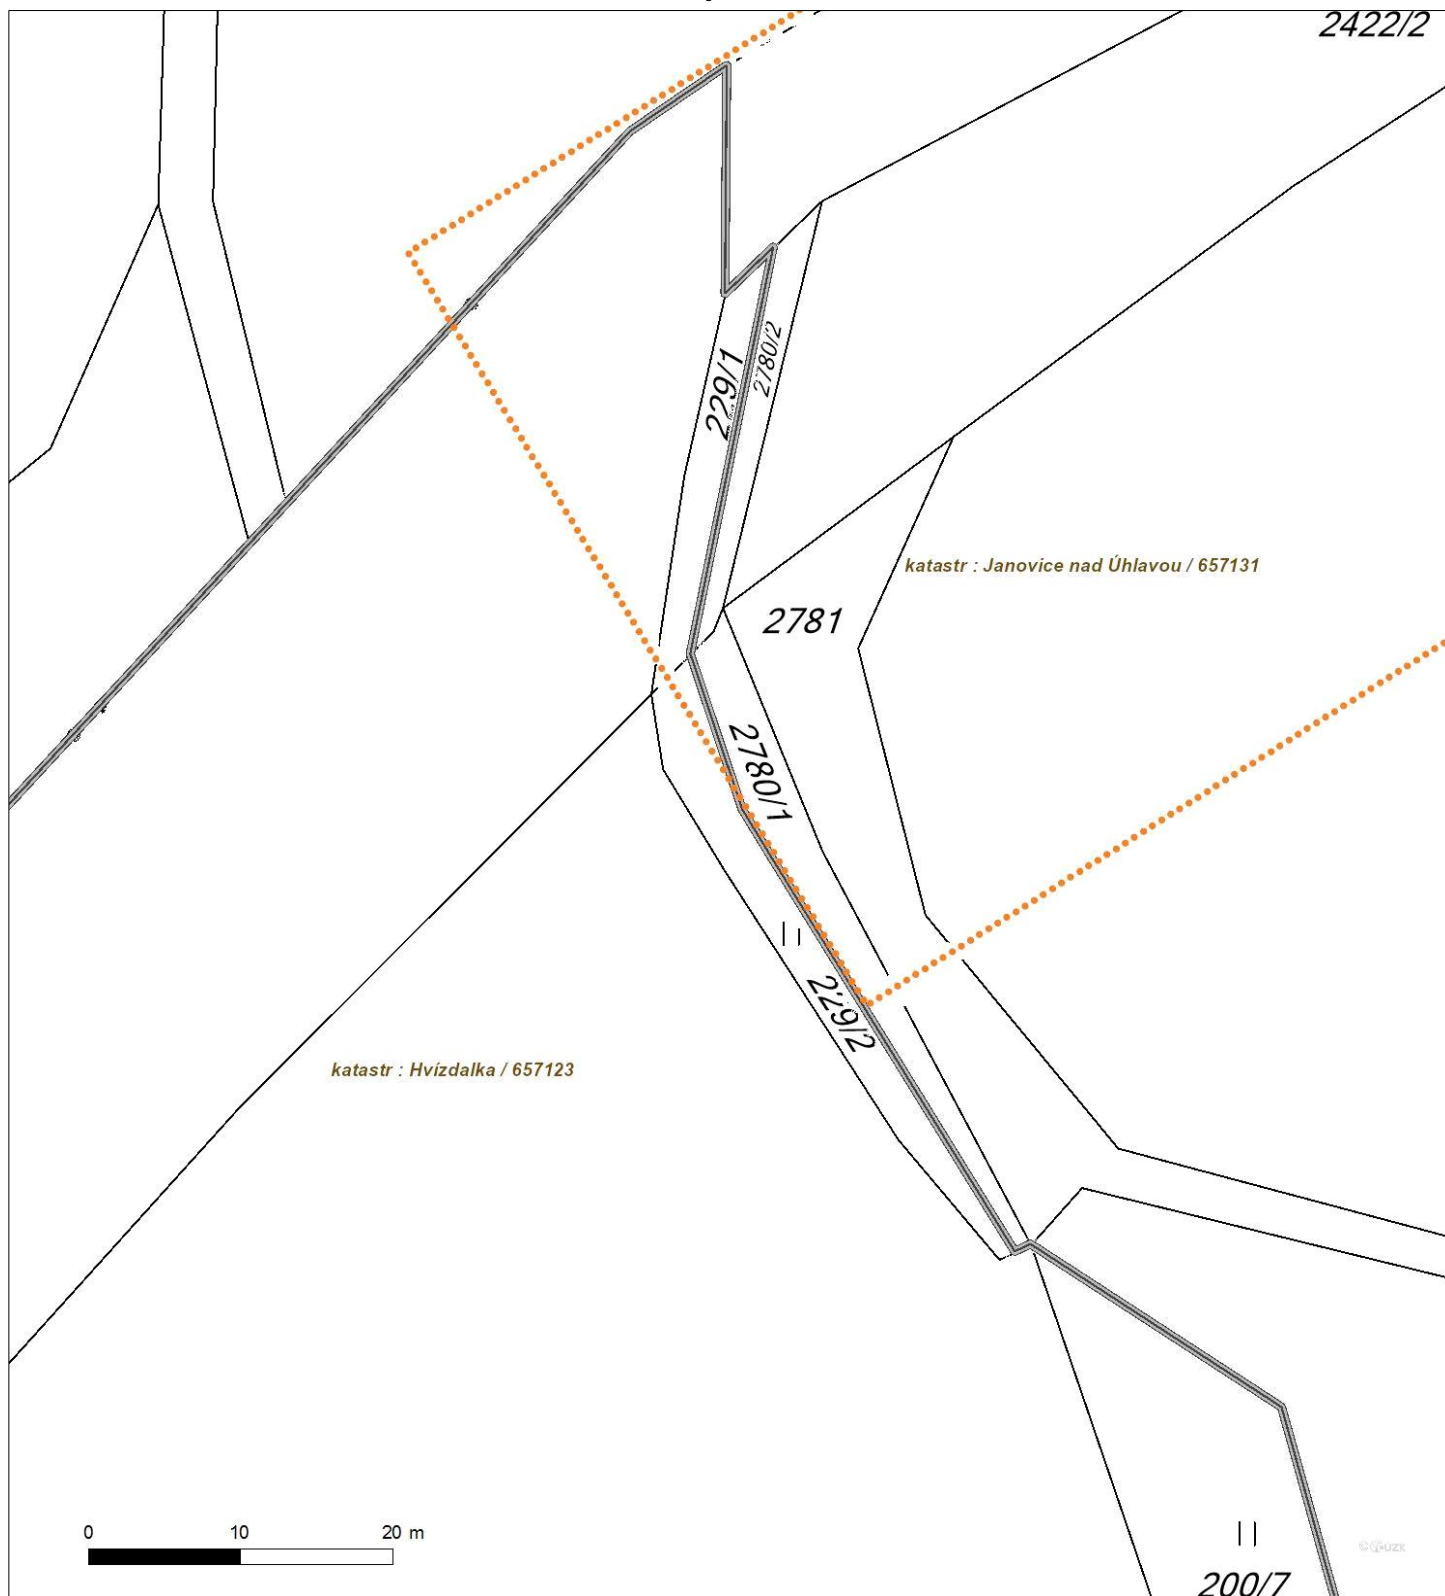 2422/2
229/1
2780/2
katastr : Janovice nad Úhlavou / 657131
2781
2780/1
229/2
katastr : Hvízdalka / 657123
0 10 20 m
200/7